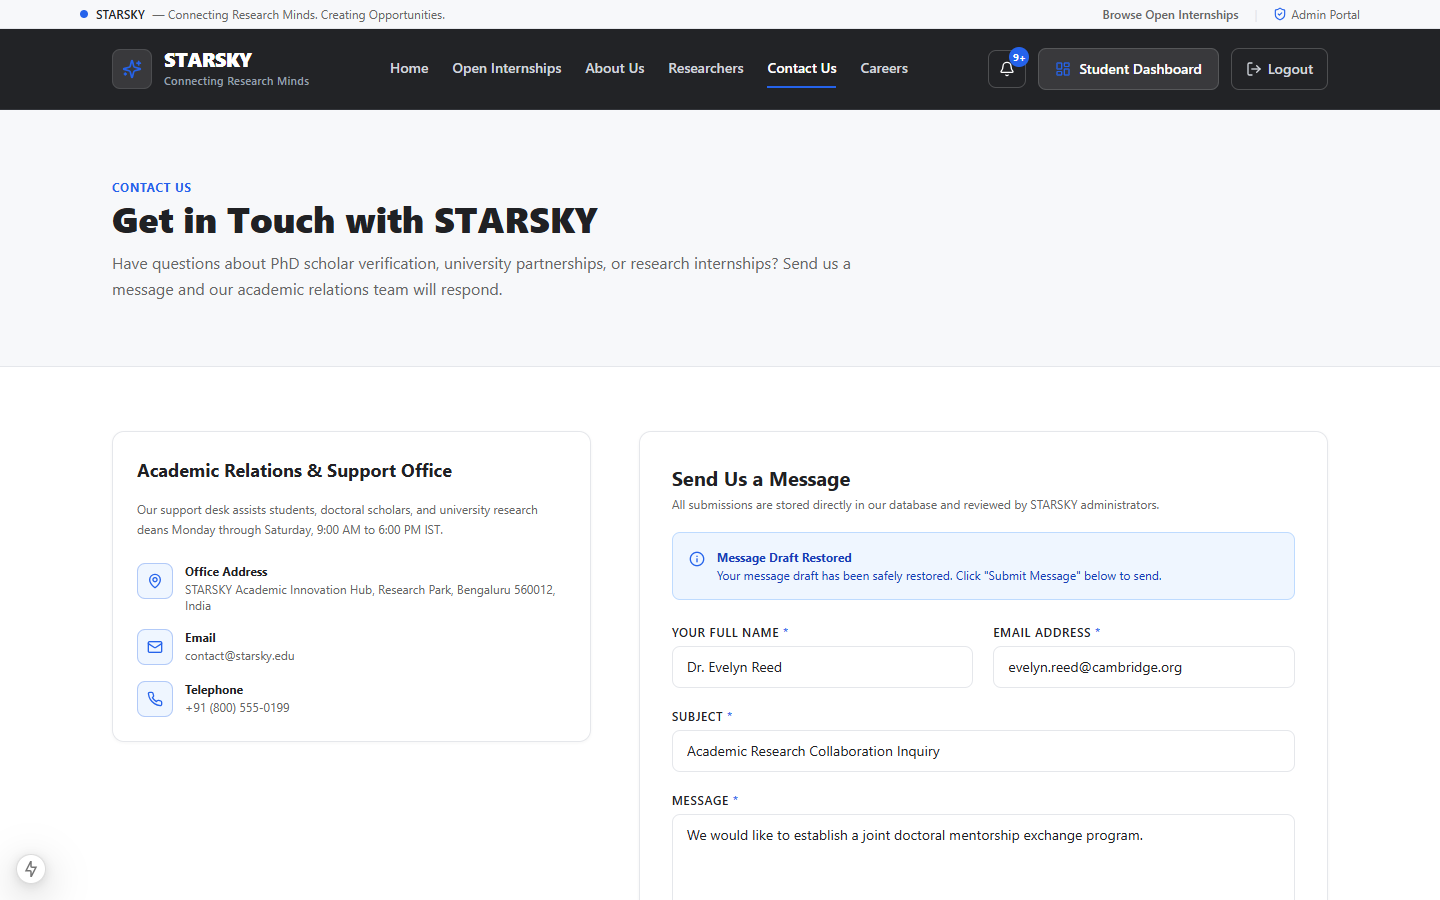 STARSKY — Connecting Research Minds. Creating Opportunities.
Browse Open Internships | Admin Portal
STARSKY
Connecting Research Minds
Home
Open Internships
About Us
Researchers
Contact Us
Careers
9+
Student Dashboard
Logout
CONTACT US
Get in Touch with STARSKY
Have questions about PhD scholar verification, university partnerships, or research internships? Send us a
message and our academic relations team will respond.
Academic Relations & Support Office
Our support desk assists students, doctoral scholars, and university research
deans Monday through Saturday, 9:00 AM to 6:00 PM IST.
Office Address
STARSKY Academic Innovation Hub, Research Park, Bengaluru 560012,
India
Email
contact@starsky.edu
Telephone
+91 (800) 555-0199
Send Us a Message
All submissions are stored directly in our database and reviewed by STARSKY administrators.
Message Draft Restored
Your message draft has been safely restored. Click "Submit Message" below to send.
YOUR FULL NAME *
Dr. Evelyn Reed
EMAIL ADDRESS *
evelyn.reed@cambridge.org
SUBJECT *
Academic Research Collaboration Inquiry
MESSAGE *
We would like to establish a joint doctoral mentorship exchange program.